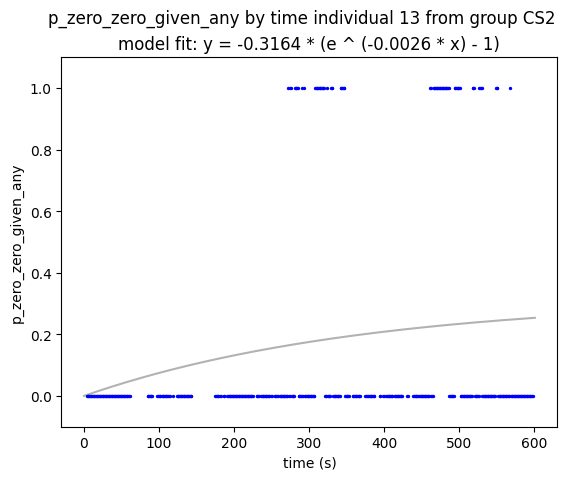 p_zero_zero_given_any by time individual 13 from group CS2
model fit: y = -0.3164 * (e ^ (-0.0026 * x) - 1)
1.0
0.8
0.6
0.4
0.2
0.0
p_zero_zero_given_any
0 100 200 300 400 500 600
time (s)